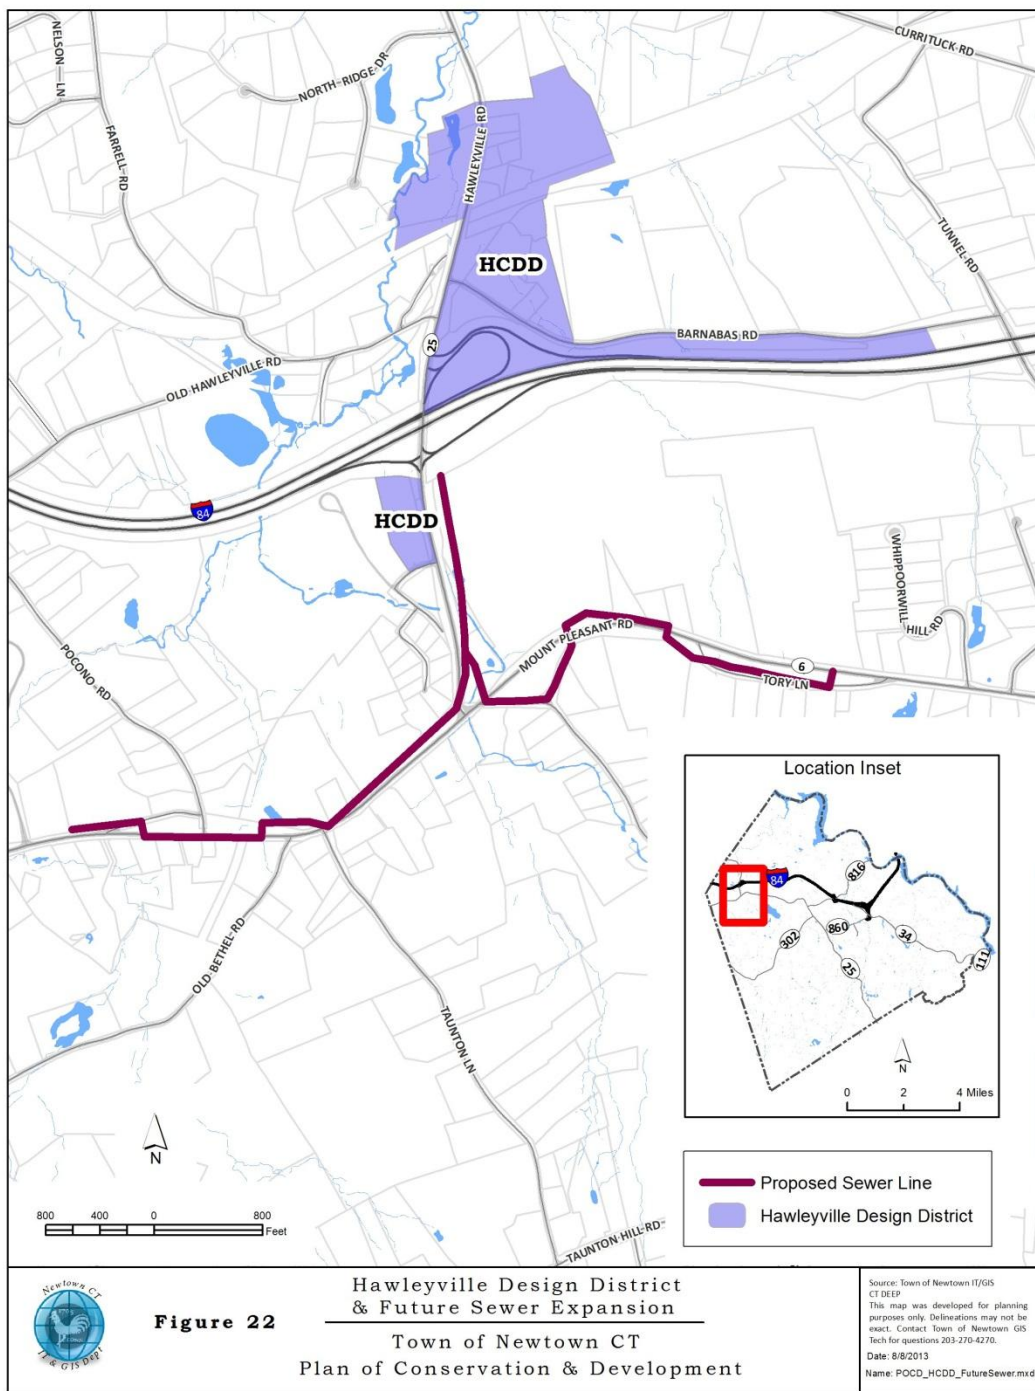 NELSON LN
NORTH RIDGE DR
CURRITUCK RD
FARRELL RD
HAWLEYVILLE RD
TUNNEL RD
HCDD
BARNABAS RD
25
OLD HAWLEYVILLE RD
84
HCDD
WHIPPOORWILL HILL RD
MOUNT PLEASANT RD
POCONO RD
6
TORY LN
OLD BETHEL RD
TAUNTON LN
TAUNTON HILL RD
Location Inset
84
816
302
860
34
25
111
N
0 2 4 Miles
N
800 400 0 800
Feet
Proposed Sewer Line
Hawleyville Design District
Newtown CT
IT & GIS Dept
Figure 22
Hawleyville Design District
& Future Sewer Expansion
Town of Newtown CT
Plan of Conservation & Development
Source: Town of Newtown IT/GIS
CT DEEP
This map was developed for planning
purposes only. Delineations may not be
exact. Contact Town of Newtown GIS
Tech for questions 203-270-4270.
Date: 8/8/2013
Name: POCD_HCDD_FutureSewer.mxd